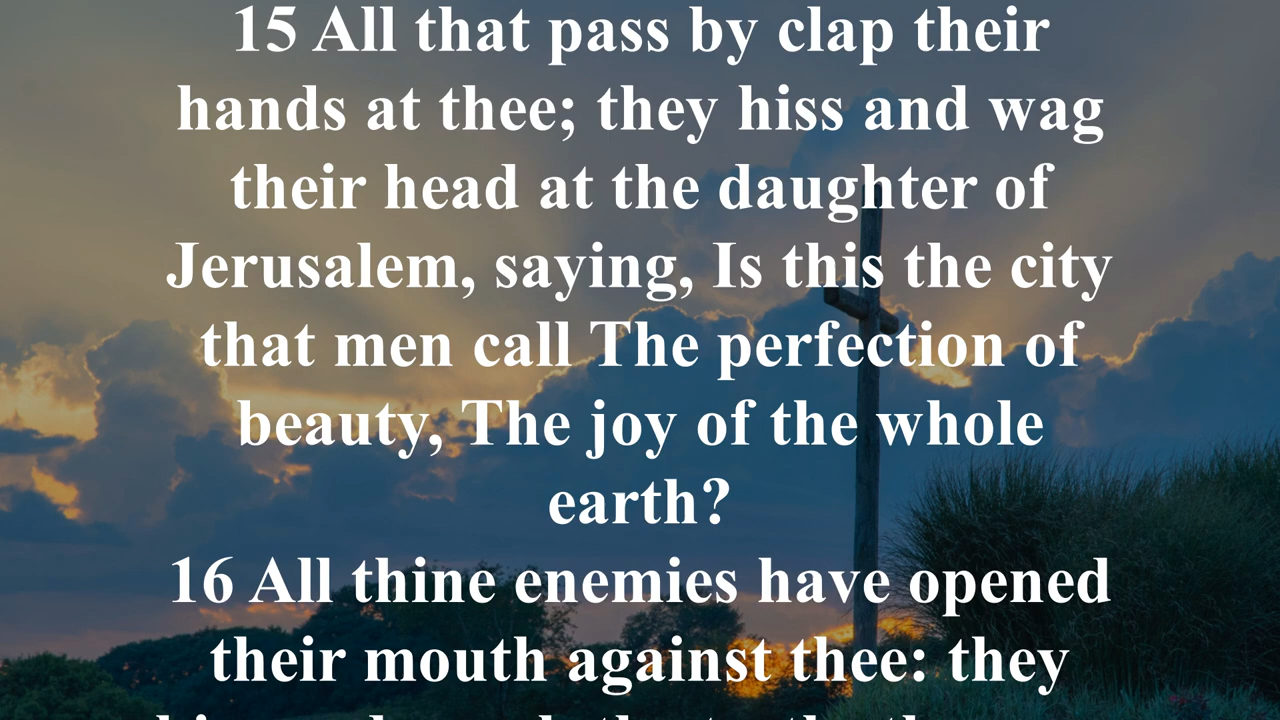 15 All that pass by clap their
hands at thee; they hiss and wag
their head at the daughter of
Jerusalem, saying, Is this the city
that men call The perfection of
beauty, The joy of the whole
earth?
16 All thine enemies have opened
their mouth against thee: they